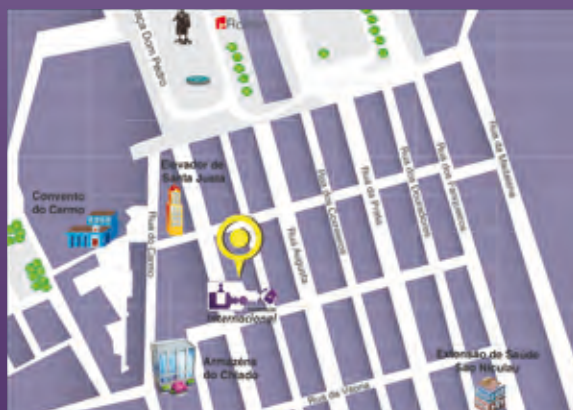 Praça Dom Pedro
Rossio
Elevador de
Santa Justa
Convento
do Carmo
Rua do Carmo
Rua Augusta
Rua dos Correeiros
Rua da Prata
Rua dos Douradores
Rua dos Fanqueiros
Rua da Madalena
Internacional
Armazéns
do Chiado
Rua da Vitória
Extensão de Saúde
São Nicolau